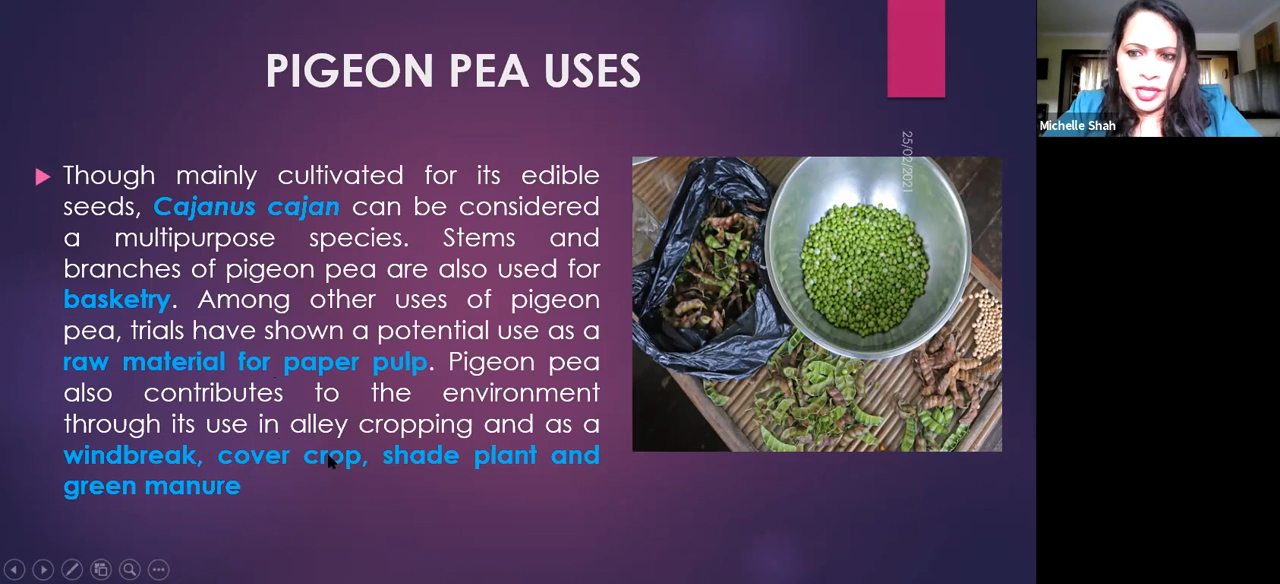 PIGEON PEA USES
Though mainly cultivated for its edible
seeds, Cajanus cajan can be considered
a multipurpose species. Stems and
branches of pigeon pea are also used for
basketry. Among other uses of pigeon
pea, trials have shown a potential use as a
raw material for paper pulp. Pigeon pea
also contributes to the environment
through its use in alley cropping and as a
windbreak, cover crop, shade plant and
green manure
25/02/2021
Michelle Shah